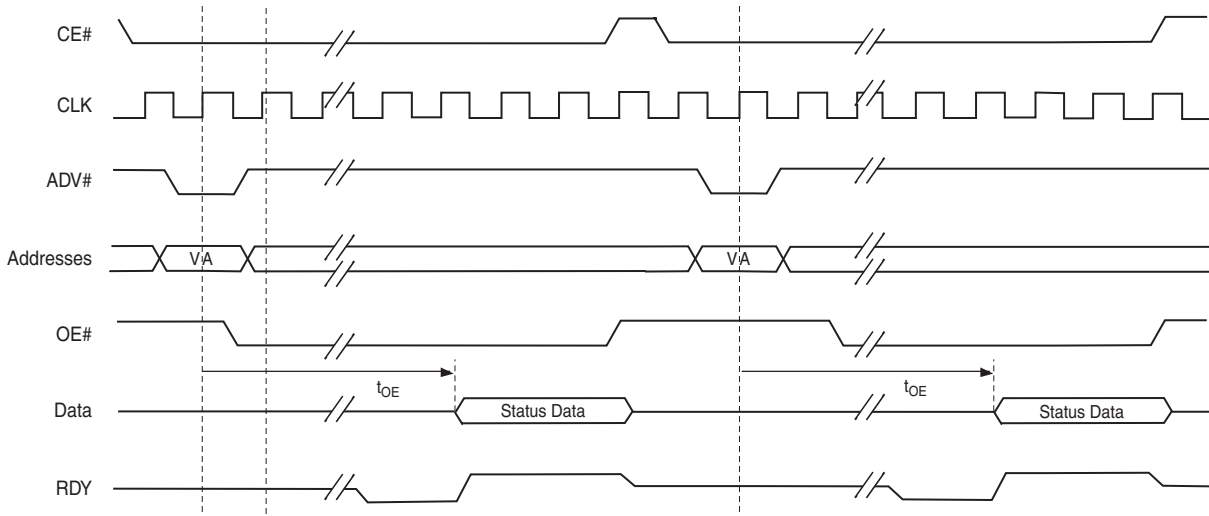 CE#
CLK
ADV#
Addresses VA VA
OE#
tOE tOE
Data Status Data Status Data
RDY